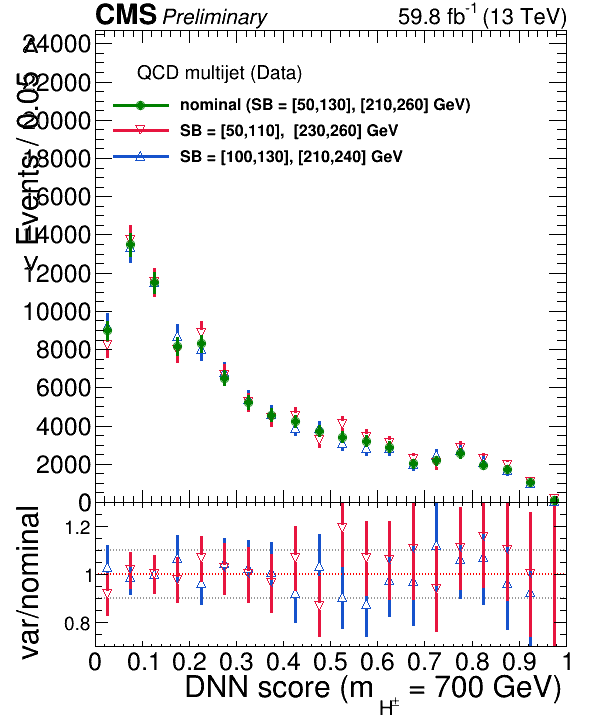 CMS Preliminary 59.8 fb-1 (13 TeV)
< Events / 0.05 >
24000
22000
20000
18000
16000
14000
12000
10000
8000
6000
4000
2000
0
QCD multijet (Data)
nominal (SB = [50,130], [210,260] GeV)
SB = [50,110], [230,260] GeV
SB = [100,130], [210,240] GeV
var/nominal
1.2
1
0.8
0 0.1 0.2 0.3 0.4 0.5 0.6 0.7 0.8 0.9 1
DNN score (m H± = 700 GeV)